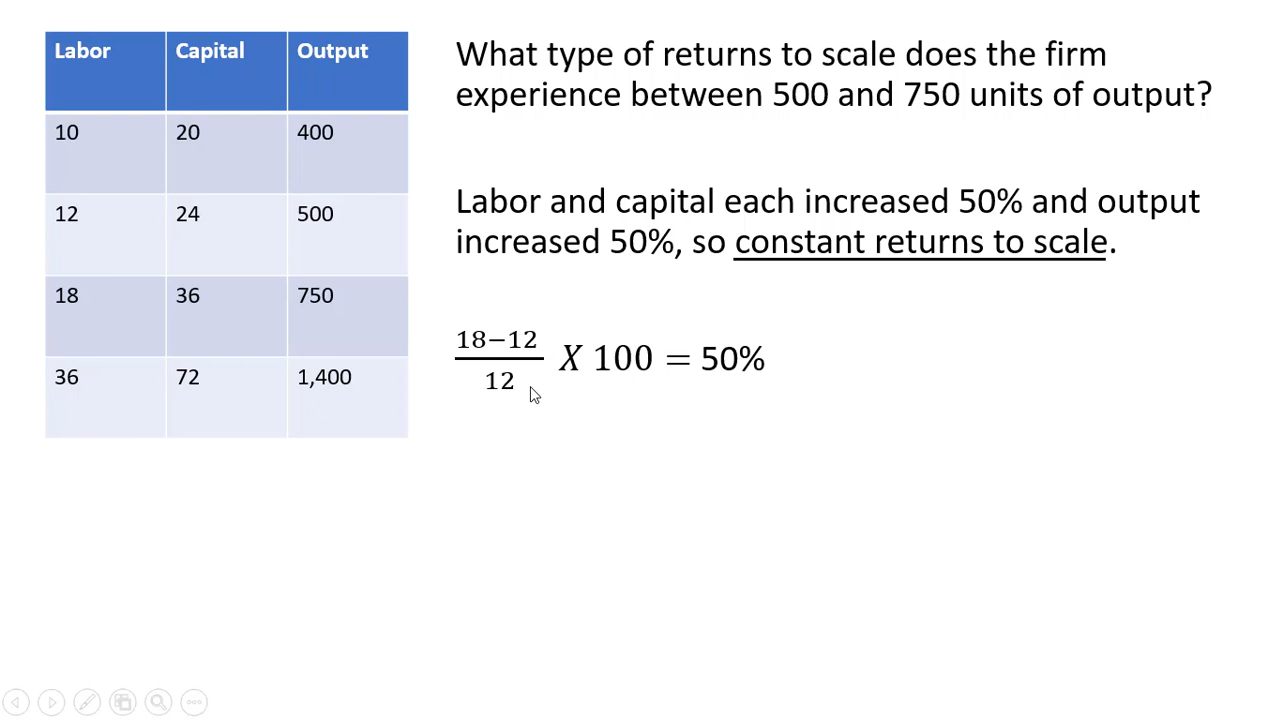 Labor Capital Output
10 20 400
12 24 500
18 36 750
36 72 1,400
What type of returns to scale does the firm
experience between 500 and 750 units of output?
Labor and capital each increased 50% and output
increased 50%, so constant returns to scale.
18−12
12
X 100 = 50%